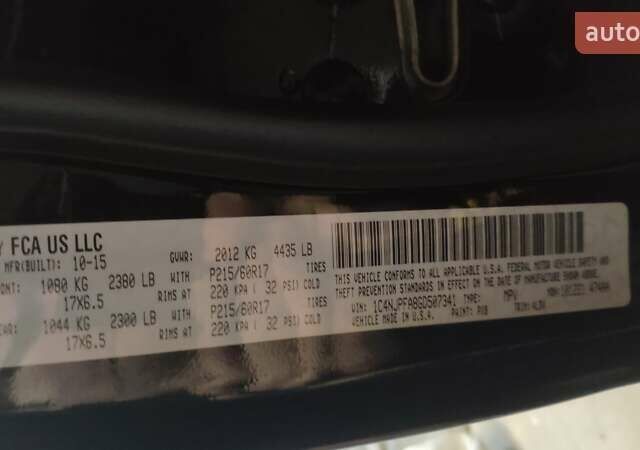 auto
Y FCA US LLC
MFR(BUILT): 10-15 GVWR: 2012 KG 4435 LB
ONT: 1080 KG 2380 LB WITH P215/60R17 TIRES
17X6.5 RIMS AT 220 KPA ( 32 PSI) COLD
R: 1044 KG 2300 LB WITH P215/60R17 TIRES
17X6.5 RIMS AT 220 KPA ( 32 PSI) COLD
THIS VEHICLE CONFORMS TO ALL APPLICABLE U.S.A. FEDERAL MOTOR VEHICLE SAFETY AND
THEFT PREVENTION STANDARDS IN EFFECT ON THE DATE OF MANUFACTURE SHOWN ABOVE.
VIN: 1C4NJPFA8GD507341 TYPE: MPV MDH:
VEHICLE MADE IN U.S.A. PAINT: TRIM: